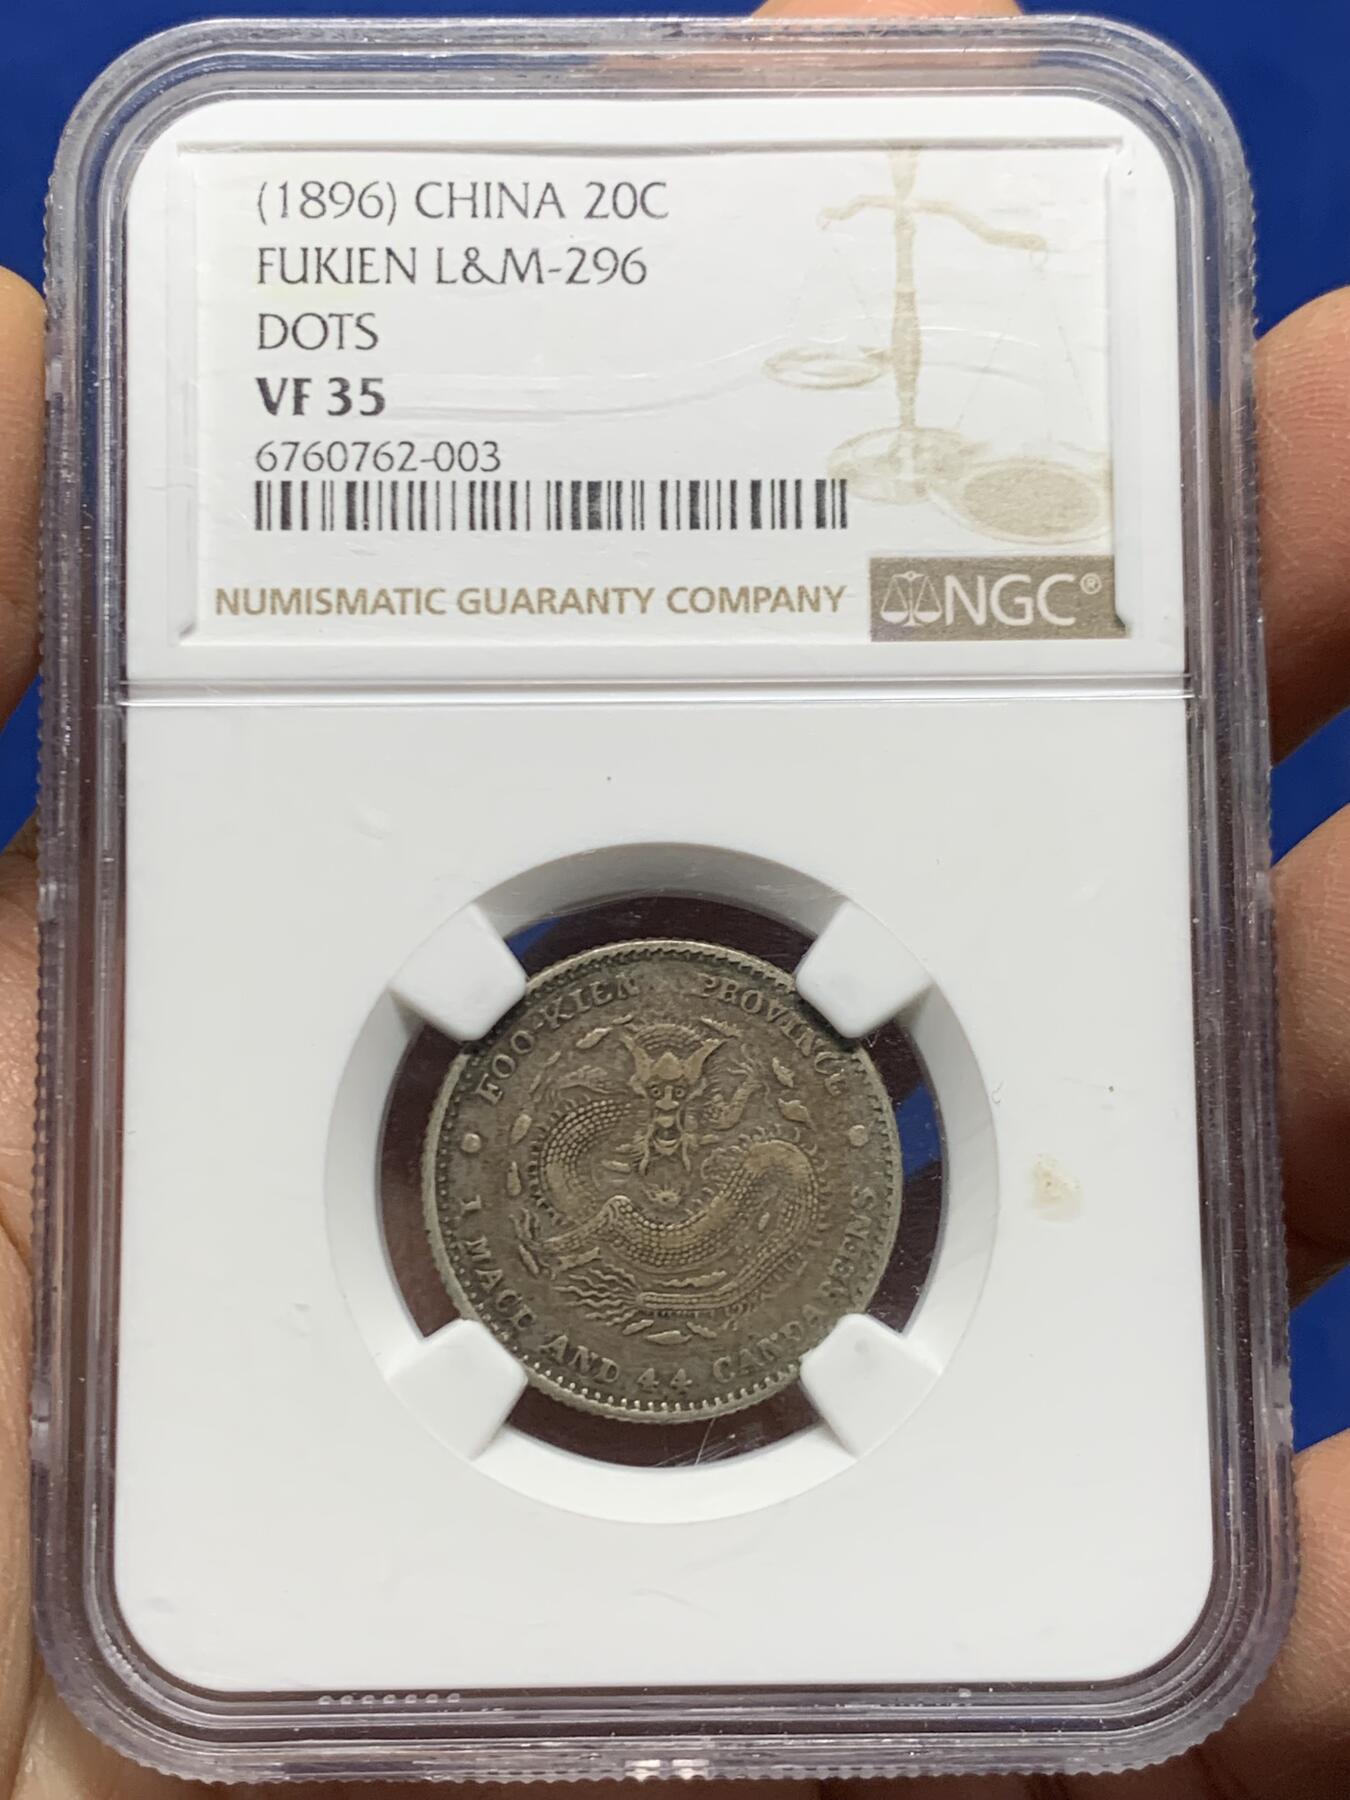 (1896) CHINA 20C
FUKIEN L&M-296
DOTS
VF 35
6760762-003
NUMISMATIC GUARANTY COMPANY
NGC®
FOO-KIEN PROVINCE
1 MACE AND 44 CANDAREENS